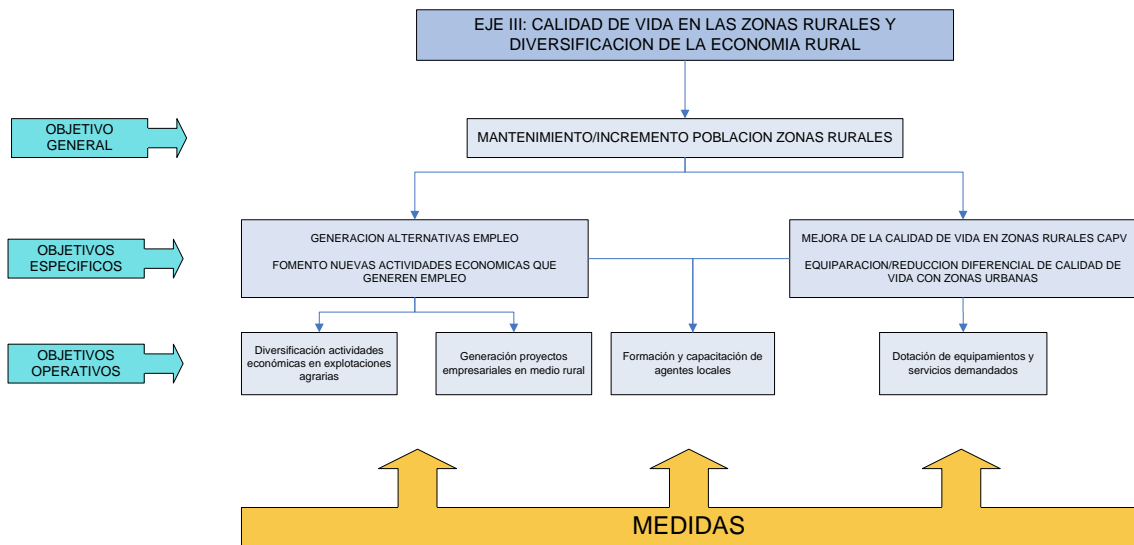 EJE III: CALIDAD DE VIDA EN LAS ZONAS RURALES Y
DIVERSIFICACION DE LA ECONOMIA RURAL
OBJETIVO
GENERAL
MANTENIMIENTO/INCREMENTO POBLACION ZONAS RURALES
OBJETIVOS
ESPECIFICOS
GENERACION ALTERNATIVAS EMPLEO
FOMENTO NUEVAS ACTIVIDADES ECONOMICAS QUE
GENEREN EMPLEO
MEJORA DE LA CALIDAD DE VIDA EN ZONAS RURALES CAPV
EQUIPARACION/REDUCCION DIFERENCIAL DE CALIDAD DE
VIDA CON ZONAS URBANAS
OBJETIVOS
OPERATIVOS
Diversificación actividades
económicas en explotaciones
agrarias
Generación proyectos
empresariales en medio rural
Formación y capacitación de
agentes locales
Dotación de equipamientos y
servicios demandados
MEDIDAS